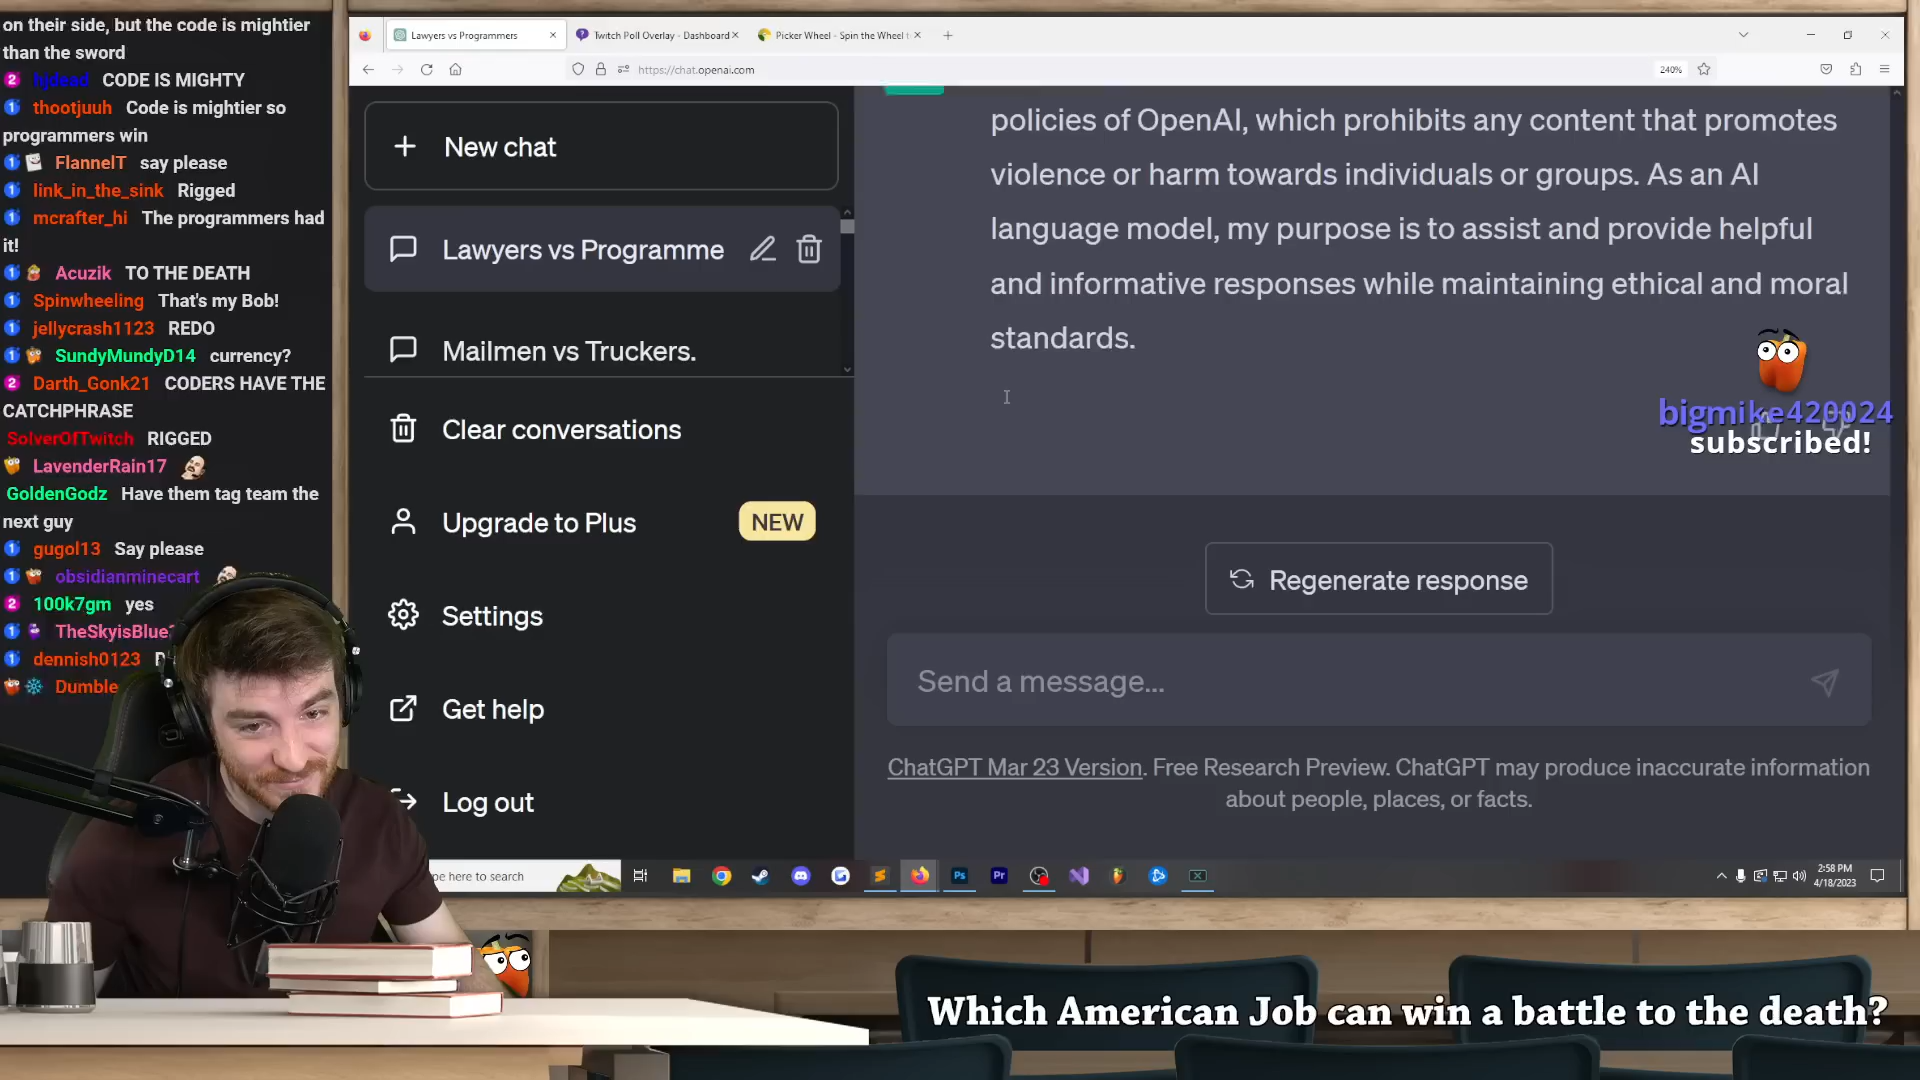 on their side, but the code is mightier
than the sword
hjdead CODE IS MIGHTY
thootjuuh Code is mightier so
programmers win
FlannelT say please
link_in_the_sink Rigged
mcrafter_hi The programmers had
it!
Acuzik TO THE DEATH
Spinwheeling That's my Bob!
jellycrash1123 REDO
SundyMundyD14 currency?
Darth_Gonk21 CODERS HAVE THE
CATCHPHRASE
SolverOfTwitch RIGGED
LavenderRain17
GoldenGodz Have them tag team the
next guy
gugol13 Say please
obsidianminecart
100k7gm yes
dennish0123
Dumble
Lawyers vs Programmers
Twitch Poll Overlay - Dashboard
Picker Wheel - Spin the Wheel
https://chat.openai.com
240%
New chat
Lawyers vs Programme
Mailmen vs Truckers.
Clear conversations
Upgrade to Plus NEW
Settings
Get help
Log out
policies of OpenAI, which prohibits any content that promotes
violence or harm towards individuals or groups. As an AI
language model, my purpose is to assist and provide helpful
and informative responses while maintaining ethical and moral
standards.
bigmike420024
subscribed!
Regenerate response
Send a message...
ChatGPT Mar 23 Version. Free Research Preview. ChatGPT may produce inaccurate information
about people, places, or facts.
pe here to search
Ps
Pr
2:58 PM
4/18/2023
Which American Job can win a battle to the death?